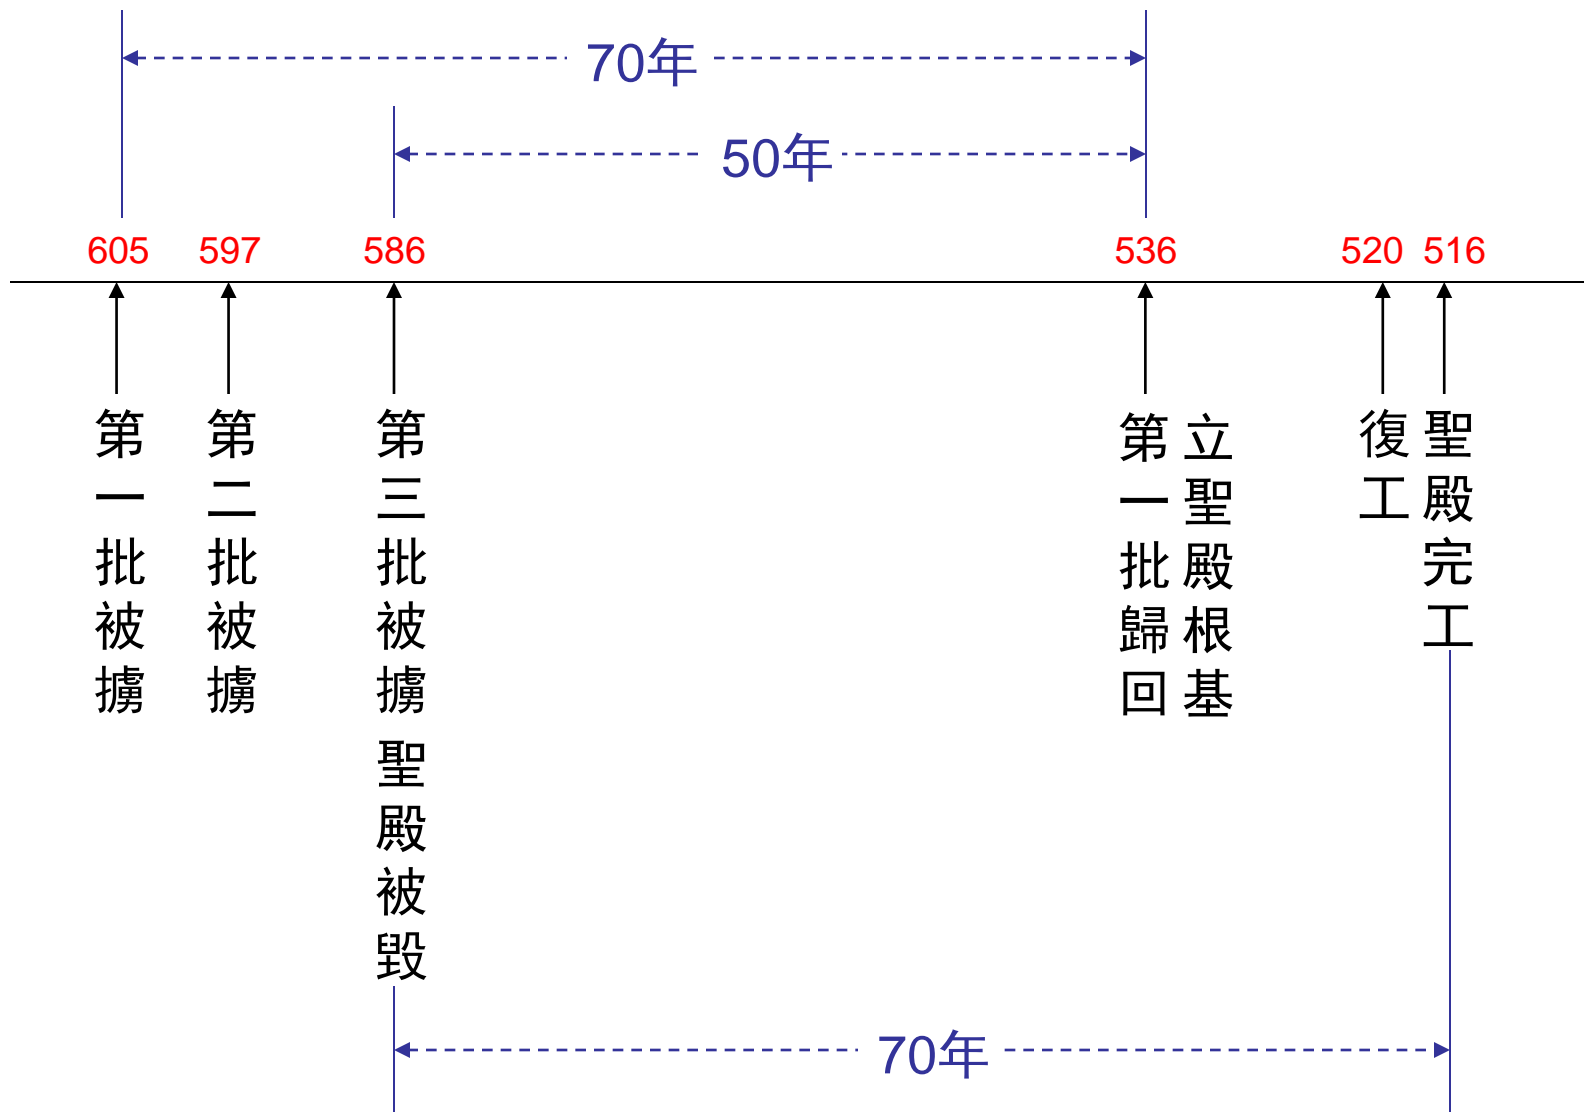 70年
50年
605
597
586
536
520
516
第一批被擄
第二批被擄
第三批被擄
聖殿被毀
第一批歸回
立聖殿根基
復工
聖殿完工
70年